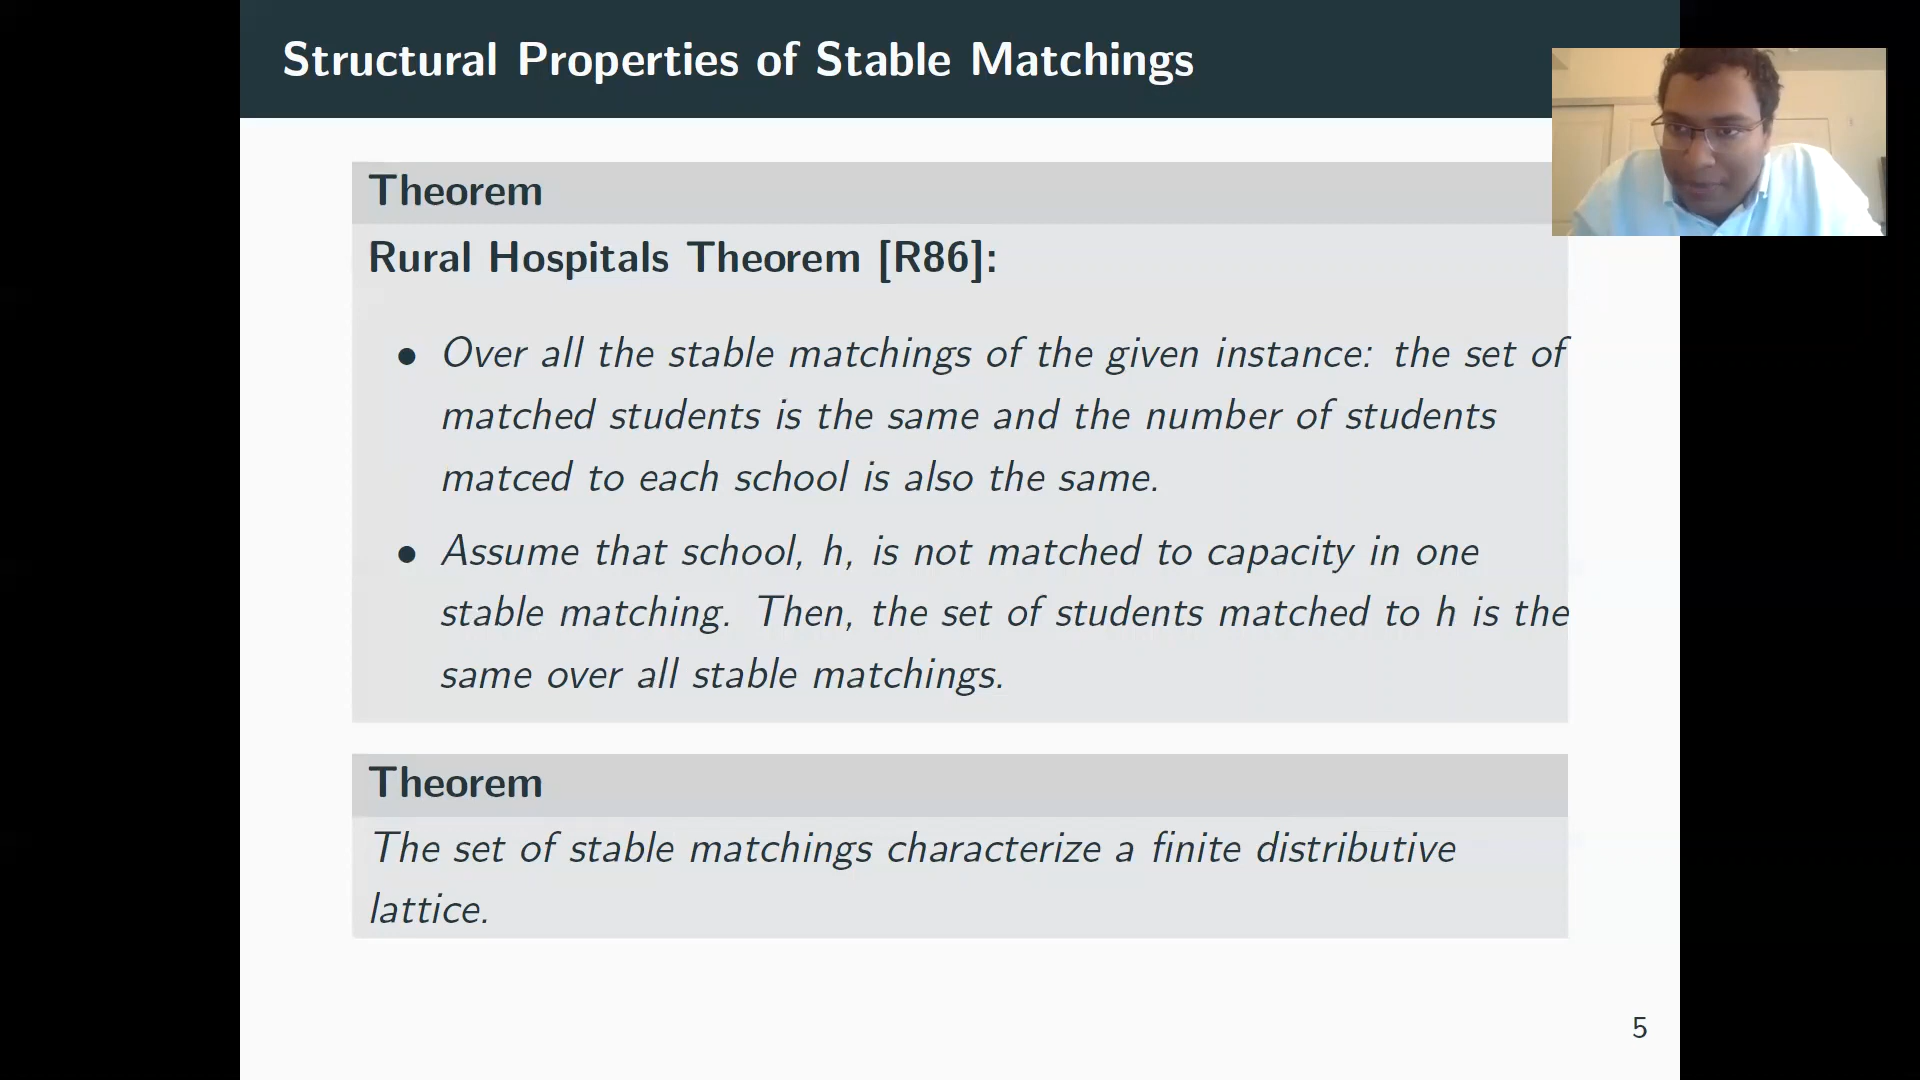 Structural Properties of Stable Matchings
Theorem
Rural Hospitals Theorem [R86]:
• Over all the stable matchings of the given instance: the set of
matched students is the same and the number of students
matced to each school is also the same.
• Assume that school, h, is not matched to capacity in one
stable matching. Then, the set of students matched to h is the
same over all stable matchings.
Theorem
The set of stable matchings characterize a finite distributive
lattice.
5